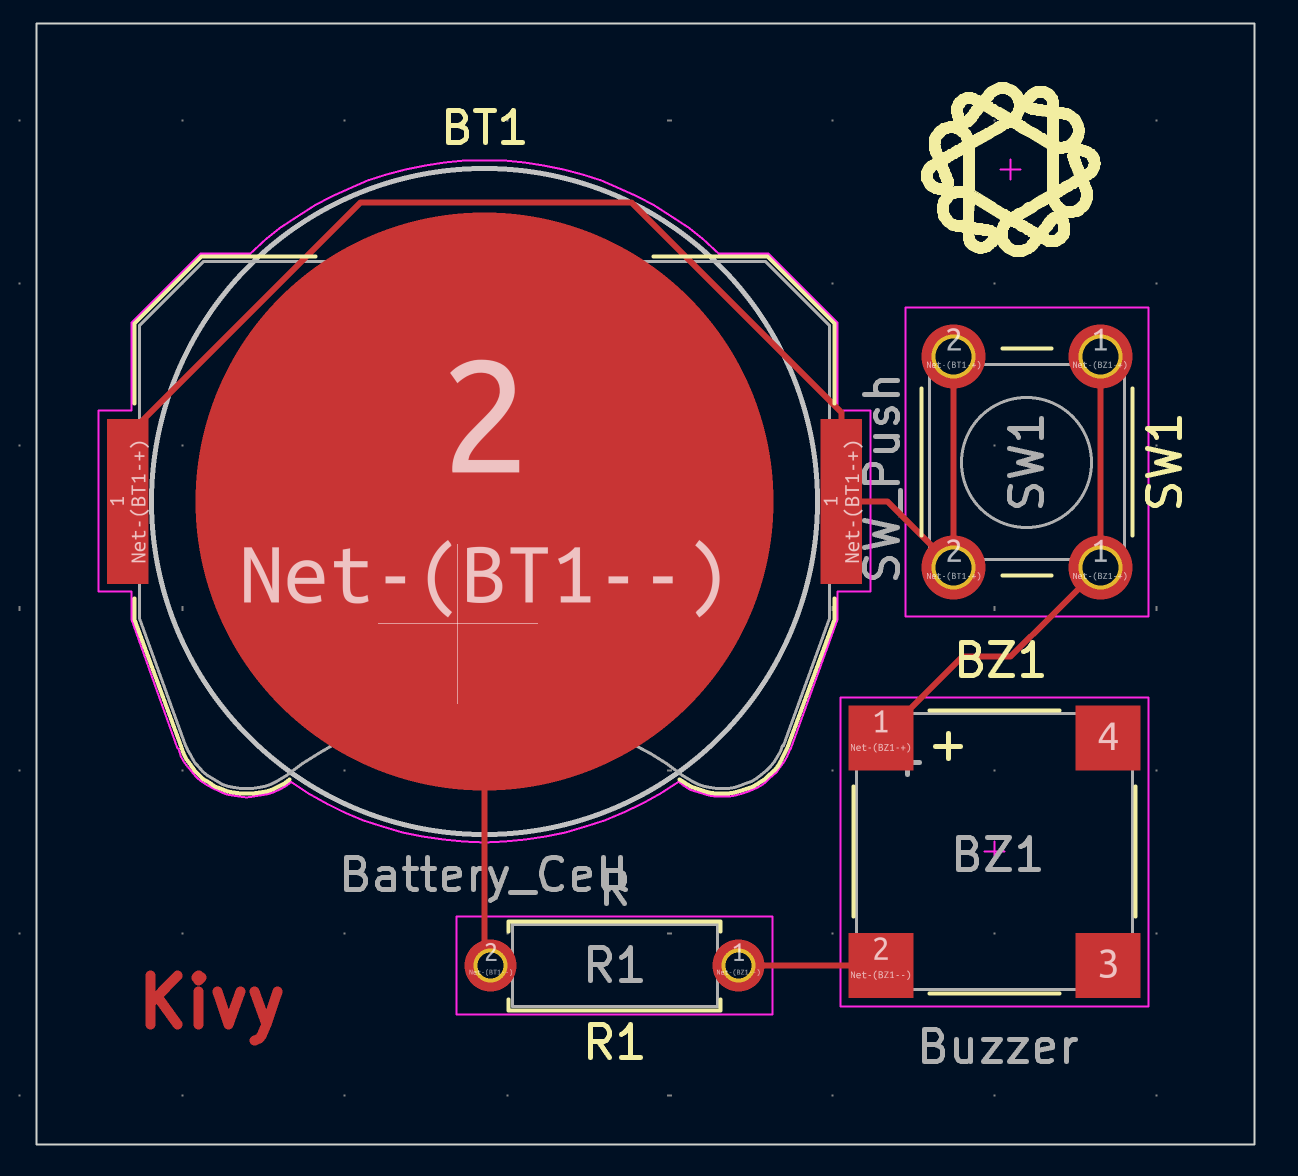 BT1
2
Net-(BT1--)
1
Net-(BT1-+)
1
Net-(BT1-+)
SW_Push
2
Net-(BT1-+)
1
Net-(BZ1-+)
SW1
SW1
2
Net-(BT1-+)
1
Net-(BZ1-+)
BZ1
1
Net-(BZ1-+)
+
4
BZ1
2
Net-(BZ1--)
3
Buzzer
Battery_Cell
R
2
Net-(BT1--)
R1
1
Net-(BZ1--)
R1
Kivy